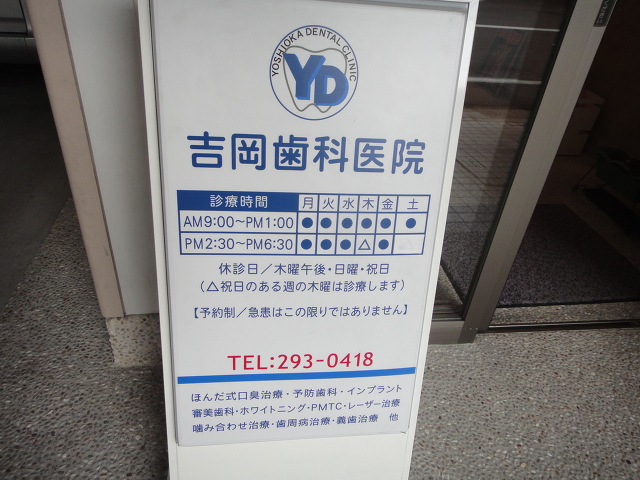 YOSHIOKA DENTAL CLINIC
YD
吉岡歯科医院
診療時間 月 火 水 木 金 土
AM9:00〜PM1:00 ● ● ● ● ● ●
PM2:30〜PM6:30 ● ● ● △ ●
休診日／木曜午後・日曜・祝日
（△祝日のある週の木曜は診療します）
【予約制／急患はこの限りではありません】
TEL:293-0418
ほんだ式口臭治療・予防歯科・インプラント
審美歯科・ホワイトニング・PMTC・レーザー治療
噛み合わせ治療・歯周病治療・義歯治療 他